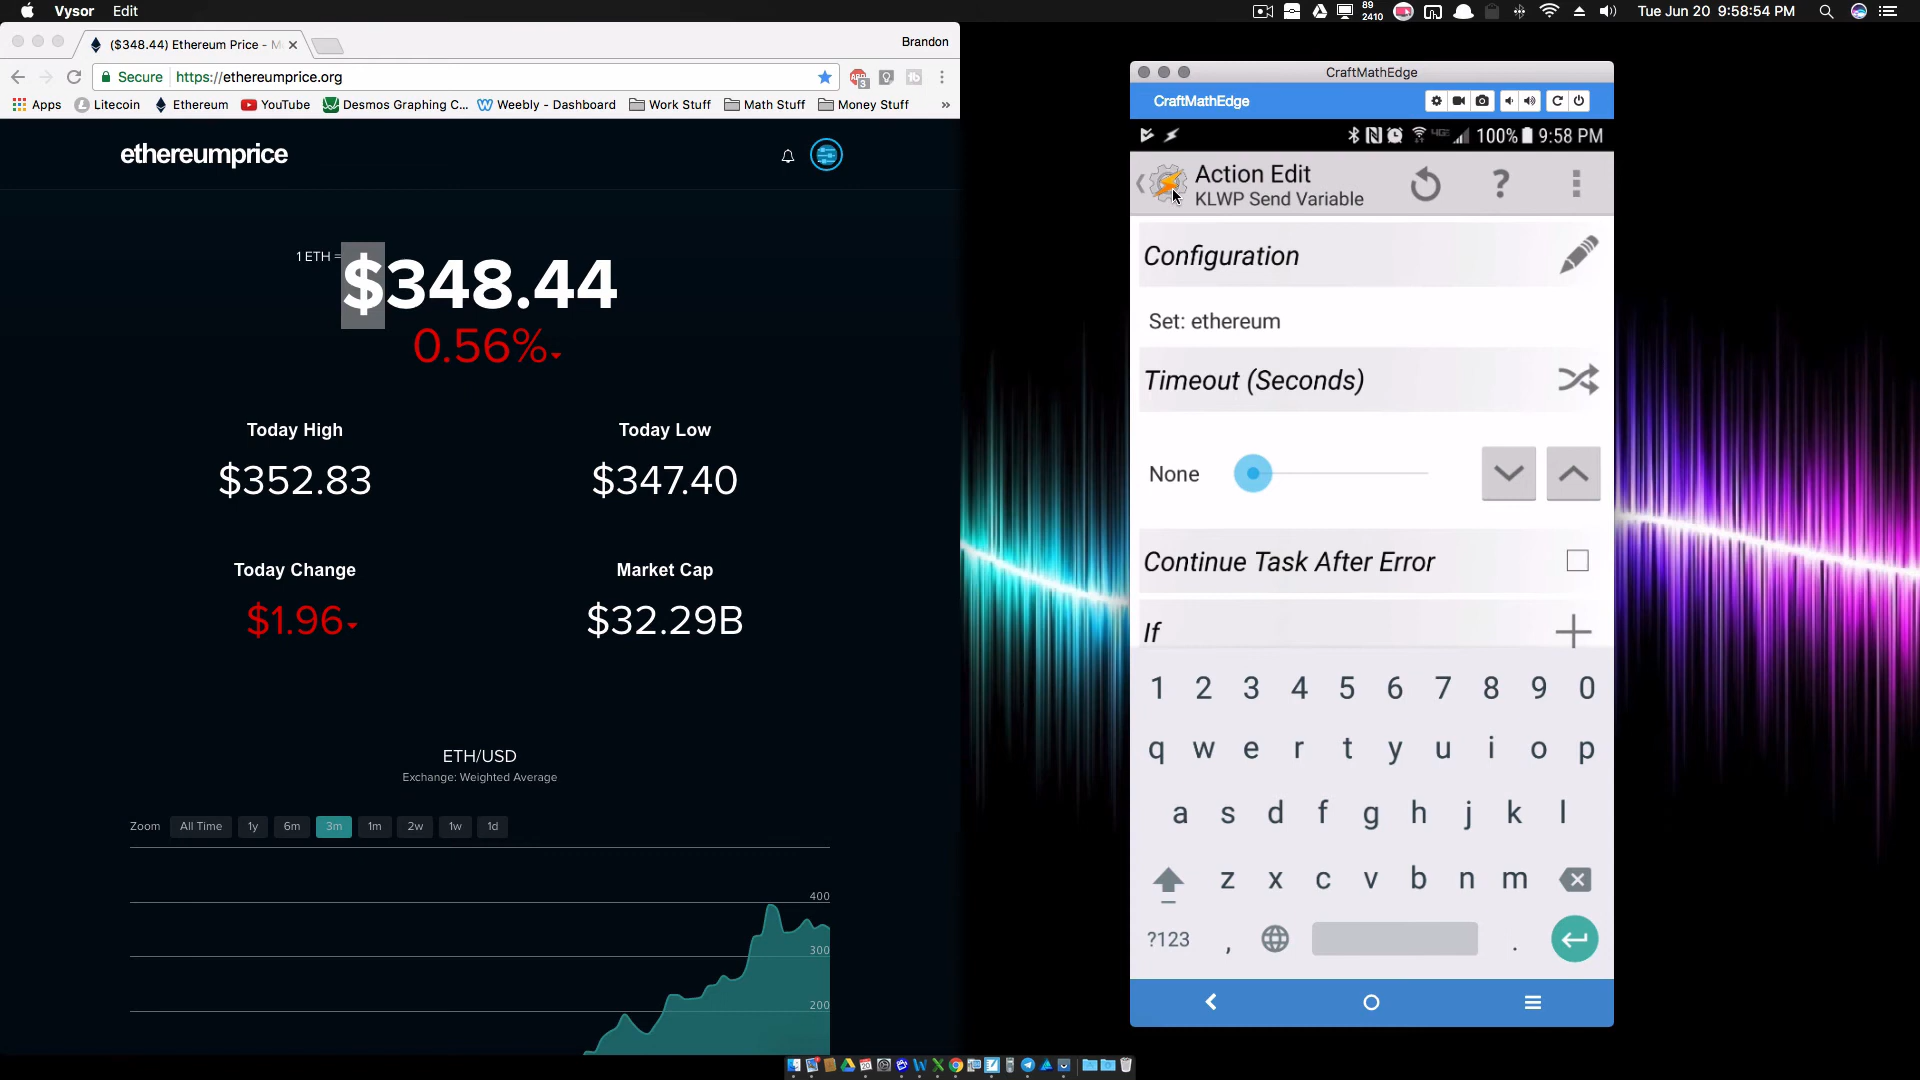 Vysor Edit
89
2410
Tue Jun 20 9:58:54 PM
($348.44) Ethereum Price - M
Brandon
Secure https://ethereumprice.org
Apps Litecoin Ethereum YouTube Desmos Graphing C... Weebly - Dashboard Work Stuff Math Stuff Money Stuff »
ethereumprice
1 ETH = $348.44
0.56%
Today High
$352.83
Today Low
$347.40
Today Change
$1.96
Market Cap
$32.29B
ETH/USD
Exchange: Weighted Average
Zoom All Time 1y 6m 3m 1m 2w 1w 1d
400
300
200
CraftMathEdge
CraftMathEdge
100% 9:58 PM
Action Edit
KLWP Send Variable
?
Configuration
Set: ethereum
Timeout (Seconds)
None
Continue Task After Error
If
1 2 3 4 5 6 7 8 9 0
q w e r t y u i o p
a s d f g h j k l
z x c v b n m
?123 , .